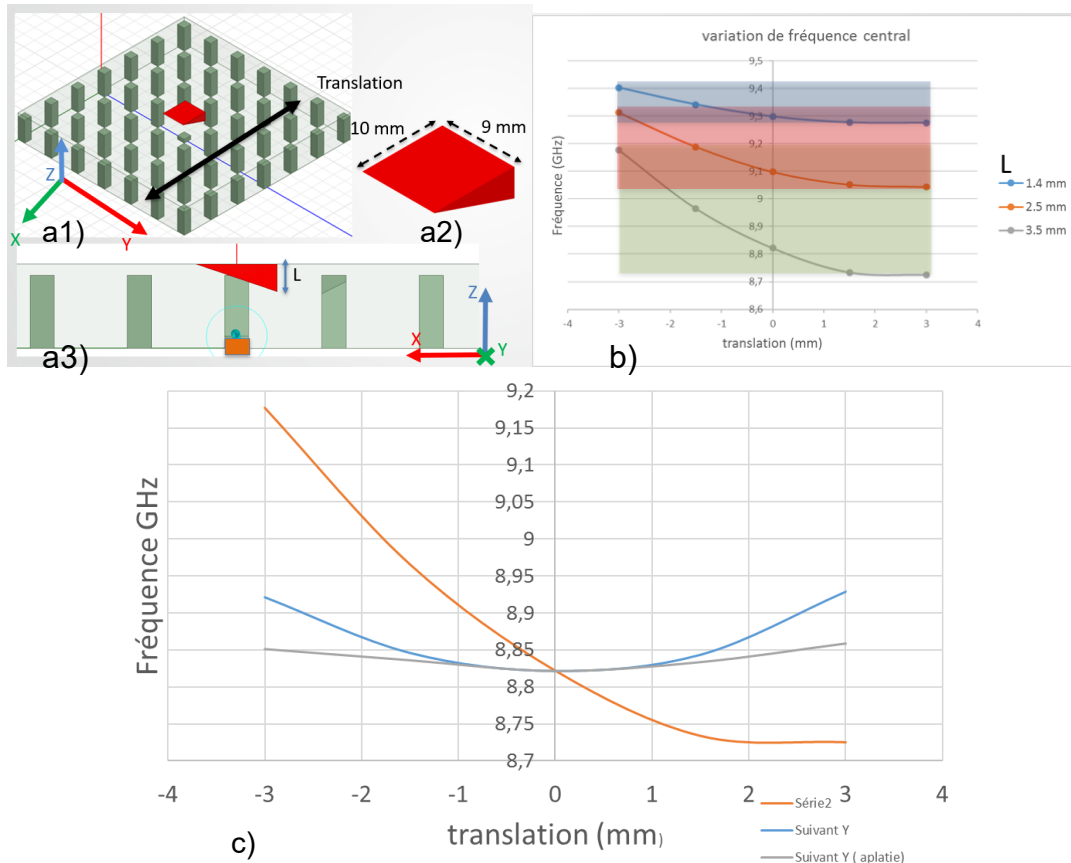 Translation
10 mm
9 mm
Z
X
Y
a1)
a2)
L
Z
X
Y
a3)
variation de fréquence central
Fréquence (GHz)
9,5
9,4
9,3
9,2
9,1
9
8,9
8,8
8,7
8,6
-4 -3 -2 -1 0 1 2 3 4
translation (mm)
L
1.4 mm
2.5 mm
3.5 mm
b)
Fréquence GHz
9,2
9,15
9,1
9,05
9
8,95
8,9
8,85
8,8
8,75
8,7
-4 -3 -2 -1 0 1 2 3 4
translation (mm)
Série2
Suivant Y
Suivant Y ( aplatie)
c)